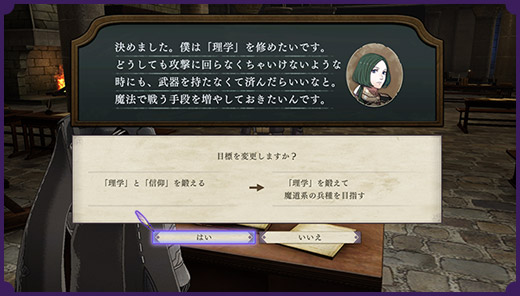 決めました。僕は「理学」を修めたいです。
どうしても攻撃に回らなくちゃいけないような
時にも、武器を持たなくて済んだらいいなと。
魔法で戦う手段を増やしておきたいんです。
目標を変更しますか？
「理学」と「信仰」を鍛える
「理学」を鍛えて
魔道系の兵種を目指す
はい
いいえ